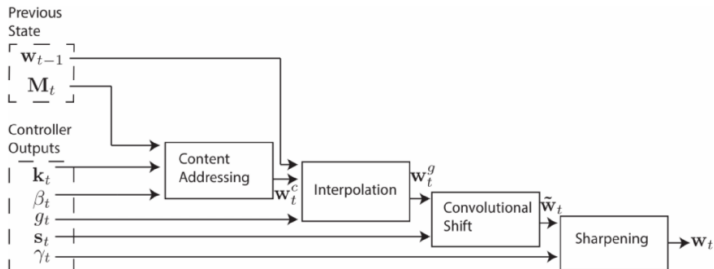 Previous
State
w_{t−1}
M_t
Controller
Outputs
k_t
β_t
g_t
s_t
γ_t
Content
Addressing
w_t^c
Interpolation
w_t^g
Convolutional
Shift
w̃_t
Sharpening
w_t